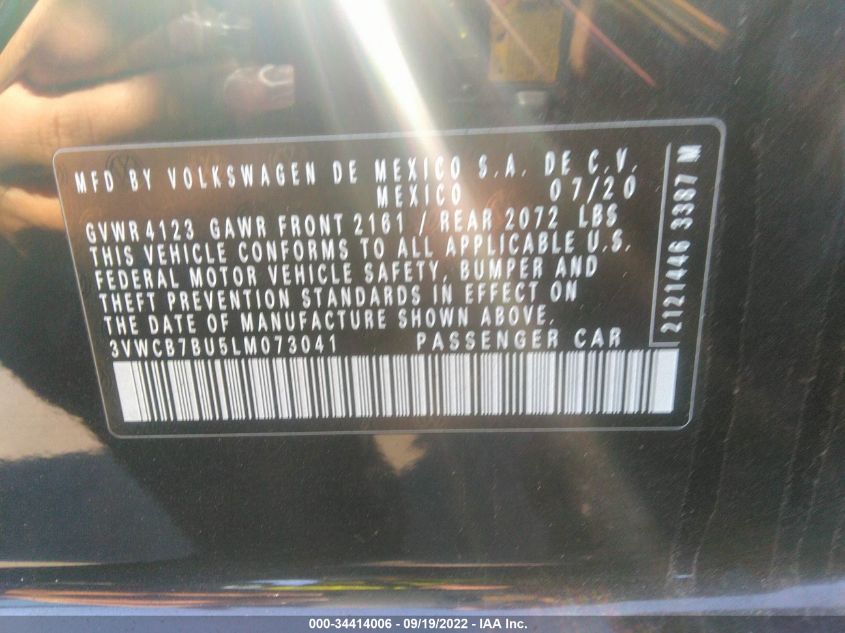 MFD BY VOLKSWAGEN DE MEXICO S.A. DE C.V.
MEXICO 07/20
GVWR 4123 GAWR FRONT 2161 / REAR 2072 LBS
THIS VEHICLE CONFORMS TO ALL APPLICABLE U.S.
FEDERAL MOTOR VEHICLE SAFETY, BUMPER AND
THEFT PREVENTION STANDARDS IN EFFECT ON
THE DATE OF MANUFACTURE SHOWN ABOVE.
3VWCB7BU5LM073041 PASSENGER CAR
2121446 3387 M
000-34414006 - 09/19/2022 - IAA Inc.